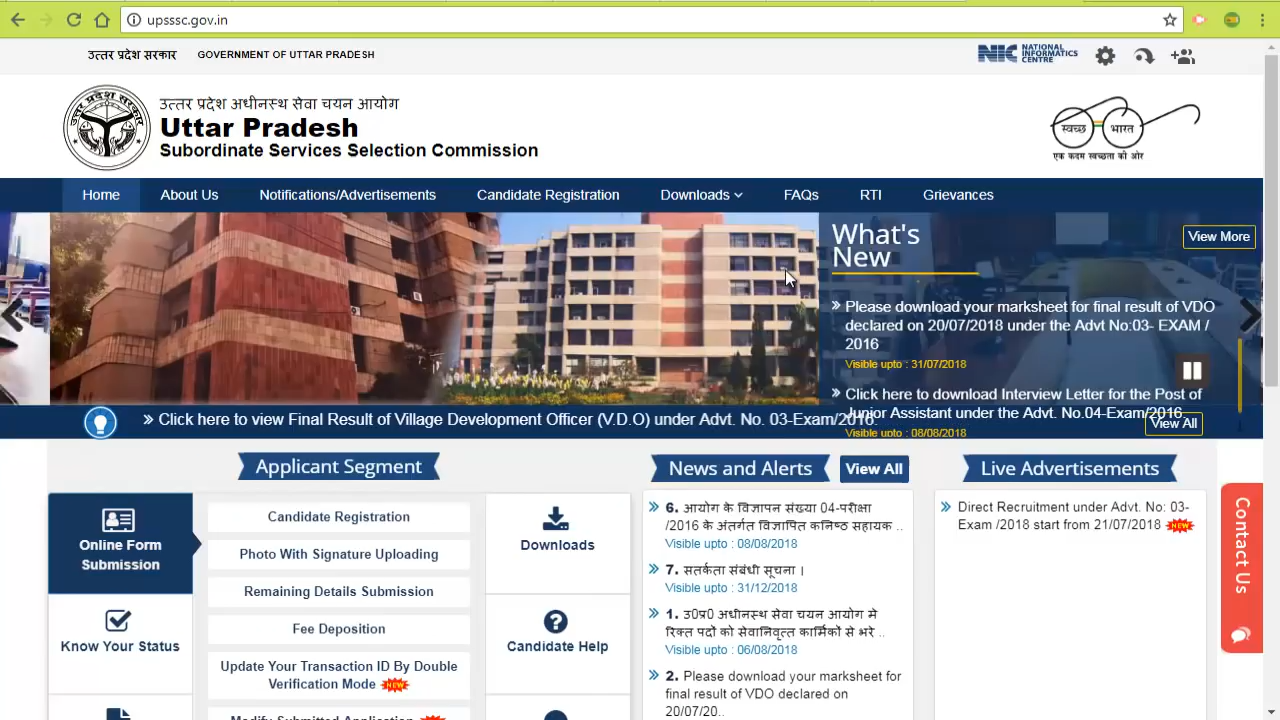 upsssc.gov.in
उत्तर प्रदेश सरकार GOVERNMENT OF UTTAR PRADESH
NIC NATIONAL INFORMATICS CENTRE
उत्तर प्रदेश अधीनस्थ सेवा चयन आयोग
Uttar Pradesh
Subordinate Services Selection Commission
स्वच्छ भारत
एक कदम स्वच्छता की ओर
Home About Us Notifications/Advertisements Candidate Registration Downloads FAQs RTI Grievances
What's
New
View More
» Please download your marksheet for final result of VDO
declared on 20/07/2018 under the Advt No:03- EXAM /
2016
Visible upto : 31/07/2018
» Click here to download Interview Letter for the Post of
Junior Assistant under the Advt. No.04-Exam/2016.
Visible upto : 08/08/2018
View All
» Click here to view Final Result of Village Development Officer (V.D.O) under Advt. No. 03-Exam/2016.
Applicant Segment
Online Form
Submission
Know Your Status
Candidate Registration
Photo With Signature Uploading
Remaining Details Submission
Fee Deposition
Update Your Transaction ID By Double
Verification Mode NEW
Modify Submitted Application
Downloads
Candidate Help
News and Alerts
View All
» 6. आयोग के विज्ञापन संख्या 04-परीक्षा
/2016 के अंतर्गत विज्ञापित कनिष्ठ सहायक ..
Visible upto : 08/08/2018
» 7. सतर्कता संबंधी सूचना ।
Visible upto : 31/12/2018
» 1. उ0प्र0 अधीनस्थ सेवा चयन आयोग मे
रिक्त पदों को सेवानिवृत्त कार्मिकों से भरे ..
Visible upto : 06/08/2018
» 2. Please download your marksheet for
final result of VDO declared on
20/07/20..
Live Advertisements
» Direct Recruitment under Advt. No: 03-
Exam /2018 start from 21/07/2018 NEW
Contact Us